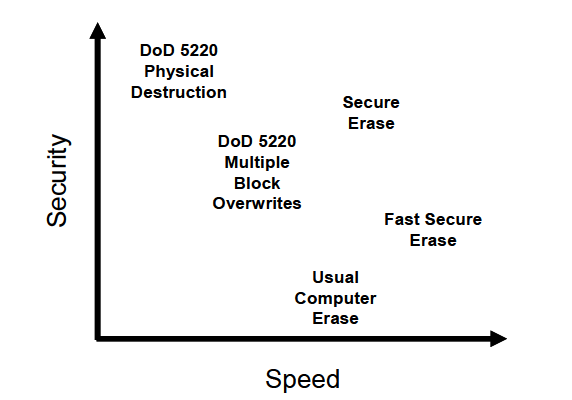 DoD 5220
Physical
Destruction
Secure
Erase
DoD 5220
Multiple
Block
Overwrites
Fast Secure
Erase
Usual
Computer
Erase
Security
Speed